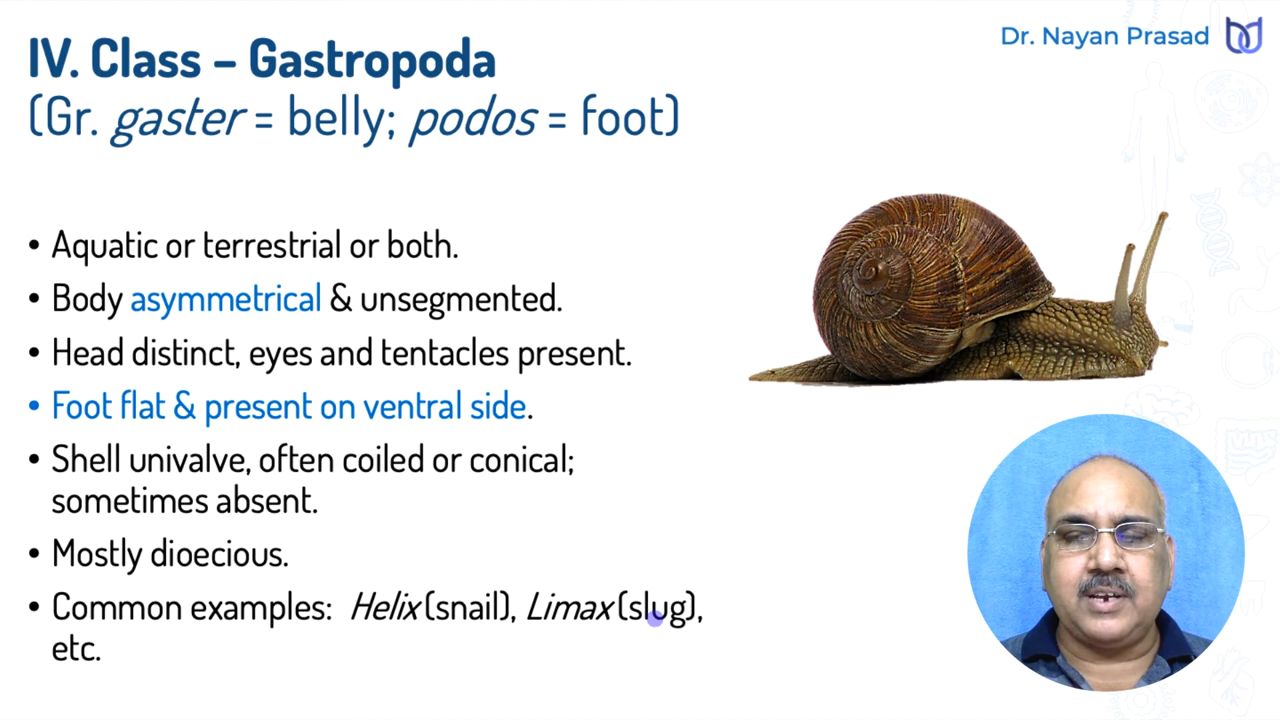 IV. Class – Gastropoda
(Gr. gaster = belly; podos = foot)
Dr. Nayan Prasad
• Aquatic or terrestrial or both.
• Body asymmetrical & unsegmented.
• Head distinct, eyes and tentacles present.
• Foot flat & present on ventral side.
• Shell univalve, often coiled or conical;
sometimes absent.
• Mostly dioecious.
• Common examples: Helix (snail), Limax (slug),
etc.